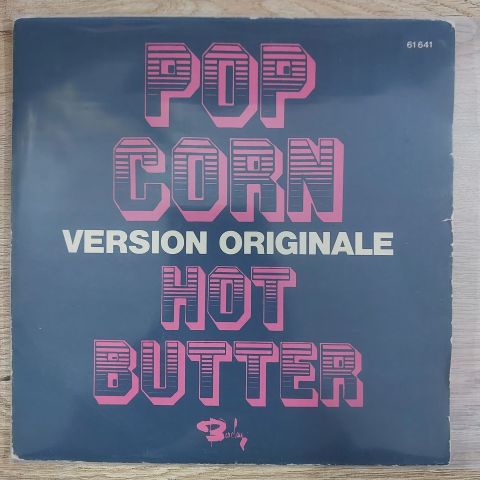 61 641
POP
CORN
VERSION ORIGINALE
HOT
BUTTER
Barclay